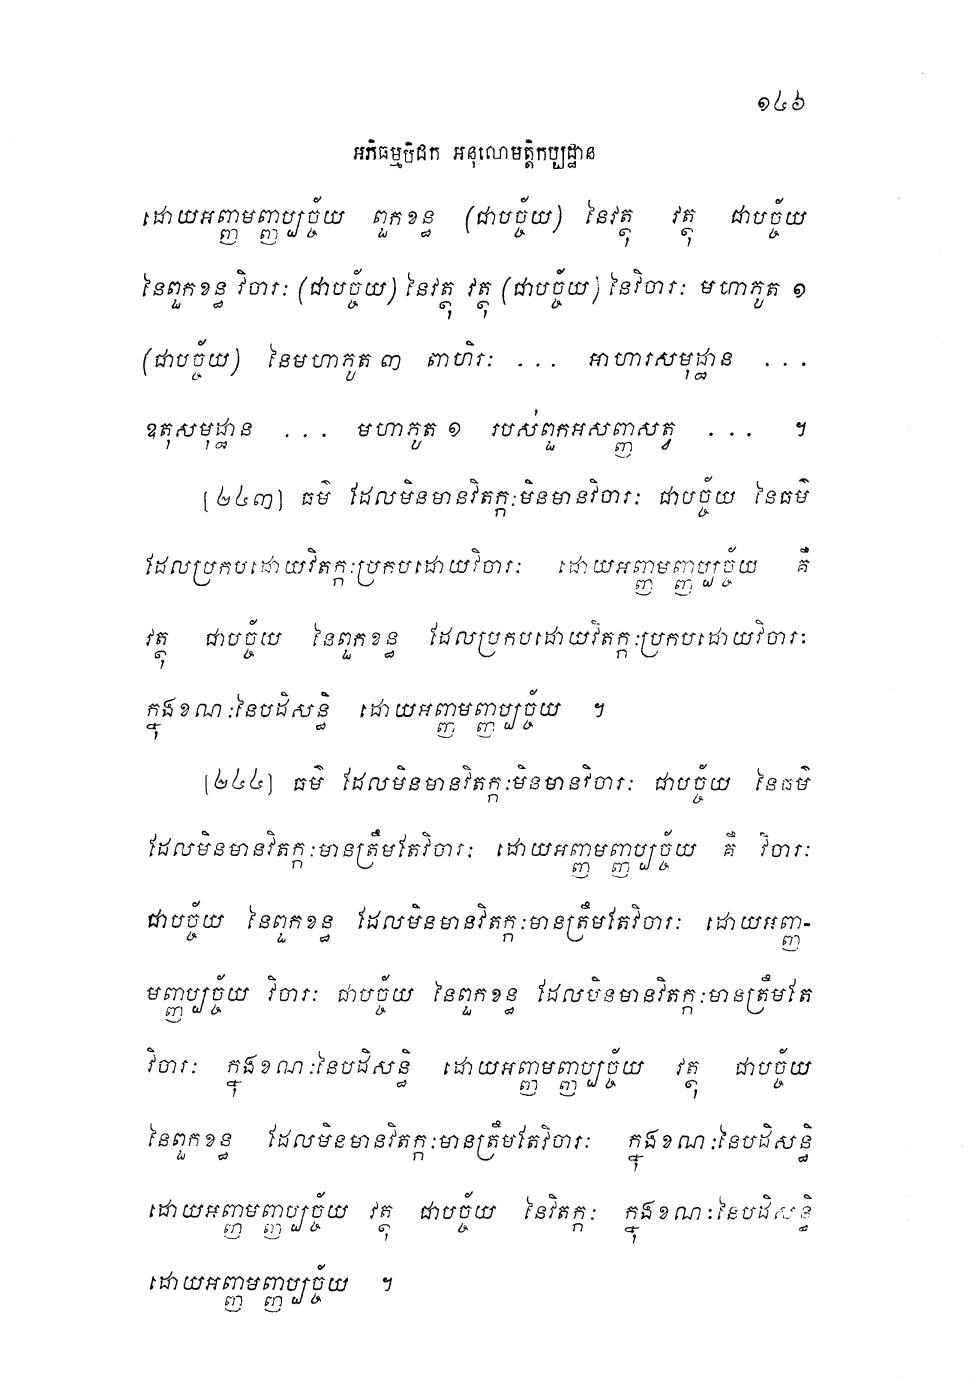 ១៤៦
អភិធម្មបិដក អនុលោមត្តិកប្បដ្ឋាន
ដោយអញ្ញាមញ្ញាប្បច្ច័យ ពួកខន្ធ (ជាបច្ច័យ) នៃវត្ថុ វត្ថុ ជាបច្ច័យ
នៃពួកខន្ធ វិចារៈ (ជាបច្ច័យ) នៃវត្ថុ វត្ថុ (ជាបច្ច័យ) នៃវិចារៈ មហាភូត ១
(ជាបច្ច័យ) នៃមហាភូត ៣ ពាហិរៈ ... អាហារសមុដ្ឋាន ...
ឧតុសមុដ្ឋាន ... មហាភូត ១ របស់ពួកអសញ្ញសត្វ ... ។
[២៤៣] ធម៌ ដែលមិនមានវិតក្កៈមិនមានវិចារៈ ជាបច្ច័យ នៃធម៌
ដែលប្រកបដោយវិតក្កៈប្រកបដោយវិចារៈ ដោយអញ្ញាមញ្ញាប្បច្ច័យ គឺ
វត្ថុ ជាបច្ច័យ នៃពួកខន្ធ ដែលប្រកបដោយវិតក្កៈប្រកបដោយវិចារៈ
ក្នុងខណៈនៃបដិសន្ធិ ដោយអញ្ញាមញ្ញាប្បច្ច័យ ។
[២៤៤] ធម៌ ដែលមិនមានវិតក្កៈមិនមានវិចារៈ ជាបច្ច័យ នៃធម៌
ដែលមិនមានវិតក្កៈមានត្រឹមតែវិចារៈ ដោយអញ្ញាមញ្ញាប្បច្ច័យ គឺ វិចារៈ
ជាបច្ច័យ នៃពួកខន្ធ ដែលមិនមានវិតក្កៈមានត្រឹមតែវិចារៈ ដោយអញ្ញា-
មញ្ញាប្បច្ច័យ វិចារៈ ជាបច្ច័យ នៃពួកខន្ធ ដែលមិនមានវិតក្កៈមានត្រឹមតែ
វិចារៈ ក្នុងខណៈនៃបដិសន្ធិ ដោយអញ្ញាមញ្ញាប្បច្ច័យ វត្ថុ ជាបច្ច័យ
នៃពួកខន្ធ ដែលមិនមានវិតក្កៈមានត្រឹមតែវិចារៈ ក្នុងខណៈនៃបដិសន្ធិ
ដោយអញ្ញាមញ្ញាប្បច្ច័យ វត្ថុ ជាបច្ច័យ នៃវិតក្កៈ ក្នុងខណៈនៃបដិសន្ធិ
ដោយអញ្ញាមញ្ញាប្បច្ច័យ ។